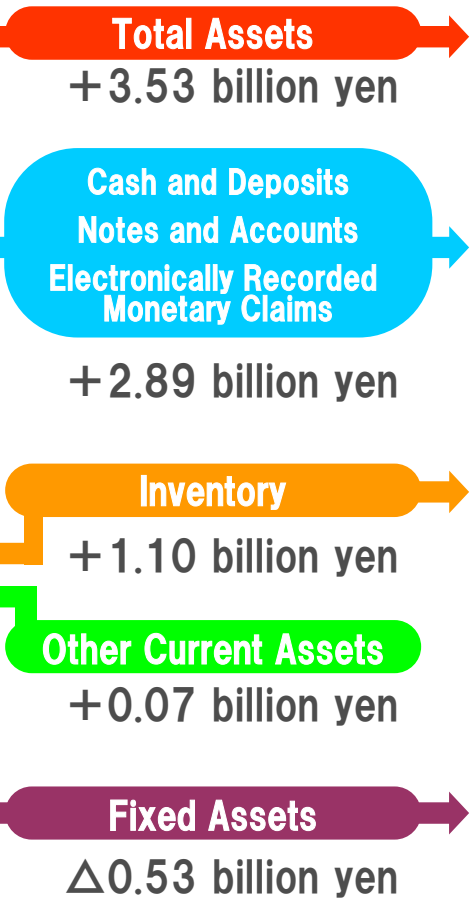 Total Assets
+3.53 billion yen
Cash and Deposits
Notes and Accounts
Electronically Recorded
Monetary Claims
+2.89 billion yen
Inventory
+1.10 billion yen
Other Current Assets
+0.07 billion yen
Fixed Assets
△0.53 billion yen